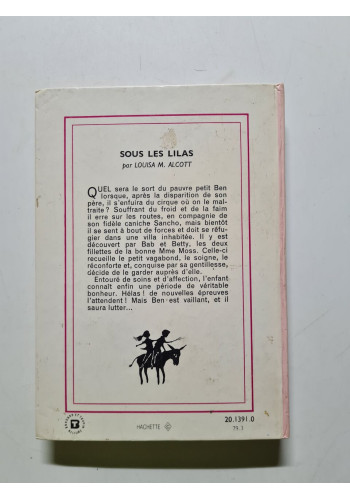 SOUS LES LILAS
par LOUISA M. ALCOTT
QUEL sera le sort du pauvre petit Ben
lorsque, après la disparition de son
père, il s'enfuira du cirque où on le mal-
traite ? Souffrant du froid et de la faim
il erre sur les routes, en compagnie de
son fidèle caniche Sancho, mais bientôt
il se sent à bout de forces et doit se réfu-
gier dans une villa inhabitée. Il y est
découvert par Bab et Betty, les deux
fillettes de la bonne Mme Moss. Celle-ci
recueille le petit vagabond, le soigne, le
réconforte et, conquise par sa gentillesse,
décide de le garder auprès d'elle.
Entouré de soins et d'affection, l'enfant
connaît enfin une période de véritable
bonheur. Hélas ! de nouvelles épreuves
l'attendent ! Mais Ben est vaillant, et il
saura lutter...
HACHETTE
20.1391.0